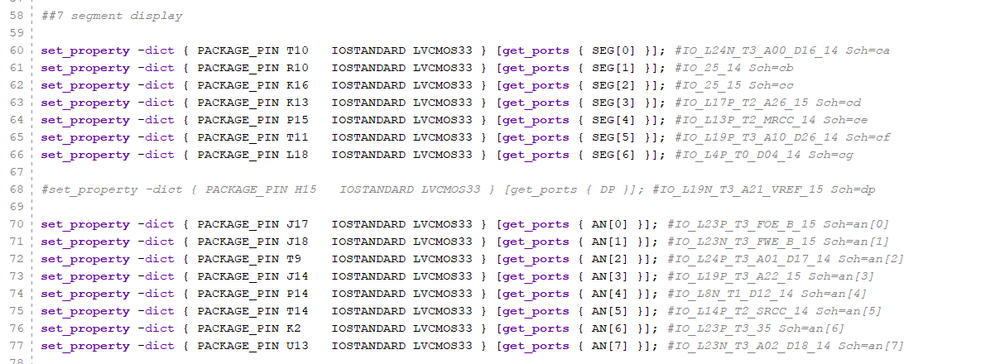 58 ##7 segment display
59
60 set_property -dict { PACKAGE_PIN T10   IOSTANDARD LVCMOS33 } [get_ports { SEG[0] }]; #IO_L24N_T3_A00_D16_14 Sch=ca
61 set_property -dict { PACKAGE_PIN R10   IOSTANDARD LVCMOS33 } [get_ports { SEG[1] }]; #IO_25_14 Sch=cb
62 set_property -dict { PACKAGE_PIN K16   IOSTANDARD LVCMOS33 } [get_ports { SEG[2] }]; #IO_25_15 Sch=cc
63 set_property -dict { PACKAGE_PIN K13   IOSTANDARD LVCMOS33 } [get_ports { SEG[3] }]; #IO_L17P_T2_A26_15 Sch=cd
64 set_property -dict { PACKAGE_PIN P15   IOSTANDARD LVCMOS33 } [get_ports { SEG[4] }]; #IO_L13P_T2_MRCC_14 Sch=ce
65 set_property -dict { PACKAGE_PIN T11   IOSTANDARD LVCMOS33 } [get_ports { SEG[5] }]; #IO_L19P_T3_A10_D26_14 Sch=cf
66 set_property -dict { PACKAGE_PIN L18   IOSTANDARD LVCMOS33 } [get_ports { SEG[6] }]; #IO_L4P_T0_D04_14 Sch=cg
67
68 #set_property -dict { PACKAGE_PIN H15   IOSTANDARD LVCMOS33 } [get_ports { DP }]; #IO_L19N_T3_A21_VREF_15 Sch=dp
69
70 set_property -dict { PACKAGE_PIN J17   IOSTANDARD LVCMOS33 } [get_ports { AN[0] }]; #IO_L23P_T3_FOE_B_15 Sch=an[0]
71 set_property -dict { PACKAGE_PIN J18   IOSTANDARD LVCMOS33 } [get_ports { AN[1] }]; #IO_L23N_T3_FWE_B_15 Sch=an[1]
72 set_property -dict { PACKAGE_PIN T9    IOSTANDARD LVCMOS33 } [get_ports { AN[2] }]; #IO_L24P_T3_A01_D17_14 Sch=an[2]
73 set_property -dict { PACKAGE_PIN J14   IOSTANDARD LVCMOS33 } [get_ports { AN[3] }]; #IO_L19P_T3_A22_15 Sch=an[3]
74 set_property -dict { PACKAGE_PIN P14   IOSTANDARD LVCMOS33 } [get_ports { AN[4] }]; #IO_L8N_T1_D12_14 Sch=an[4]
75 set_property -dict { PACKAGE_PIN T14   IOSTANDARD LVCMOS33 } [get_ports { AN[5] }]; #IO_L14P_T2_SRCC_14 Sch=an[5]
76 set_property -dict { PACKAGE_PIN K2    IOSTANDARD LVCMOS33 } [get_ports { AN[6] }]; #IO_L23P_T3_35 Sch=an[6]
77 set_property -dict { PACKAGE_PIN U13   IOSTANDARD LVCMOS33 } [get_ports { AN[7] }]; #IO_L23N_T3_A02_D18_14 Sch=an[7]
78